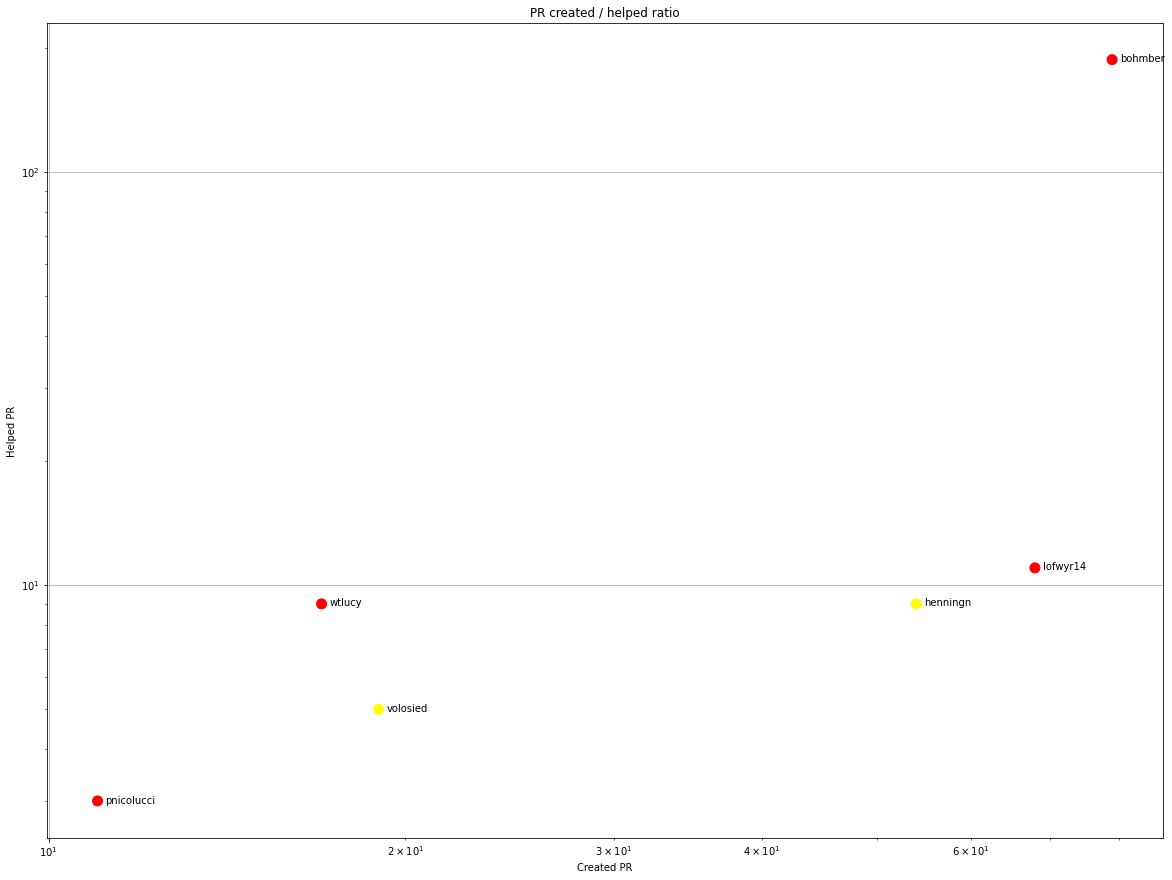 PR created / helped ratio
bohmber
10²
Helped PR
lofwyr14
10¹
wtlucy
henningn
volosied
pnicolucci
10¹ 2 × 10¹ 3 × 10¹ 4 × 10¹ 6 × 10¹
Created PR